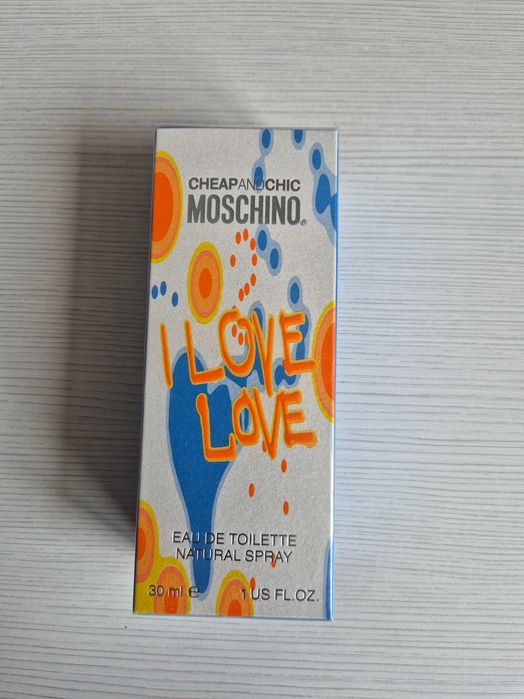 CHEAPANDCHIC
MOSCHINO®
I LOVE
LOVE
EAU DE TOILETTE
NATURAL SPRAY
30 ml ℮ 1 US FL.OZ.